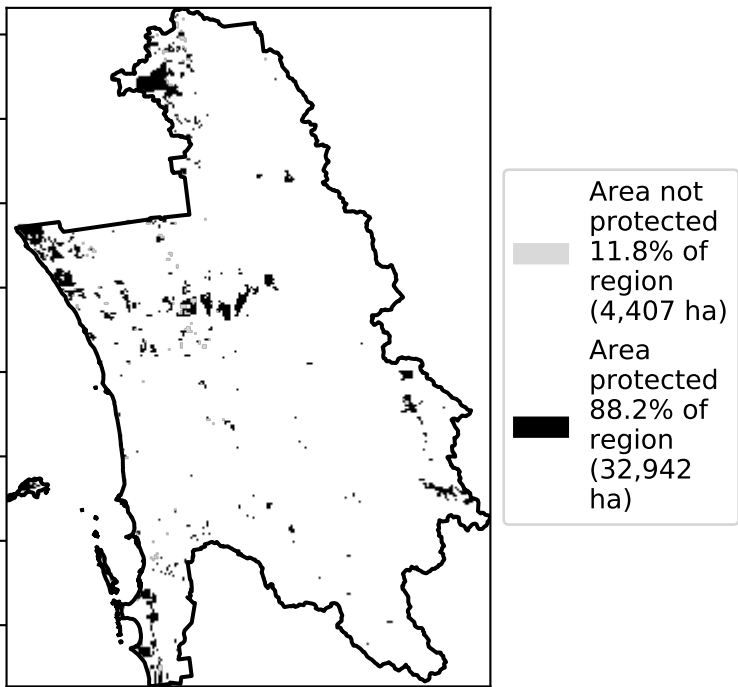 Area not
protected
11.8% of
region
(4,407 ha)
Area
protected
88.2% of
region
(32,942
ha)